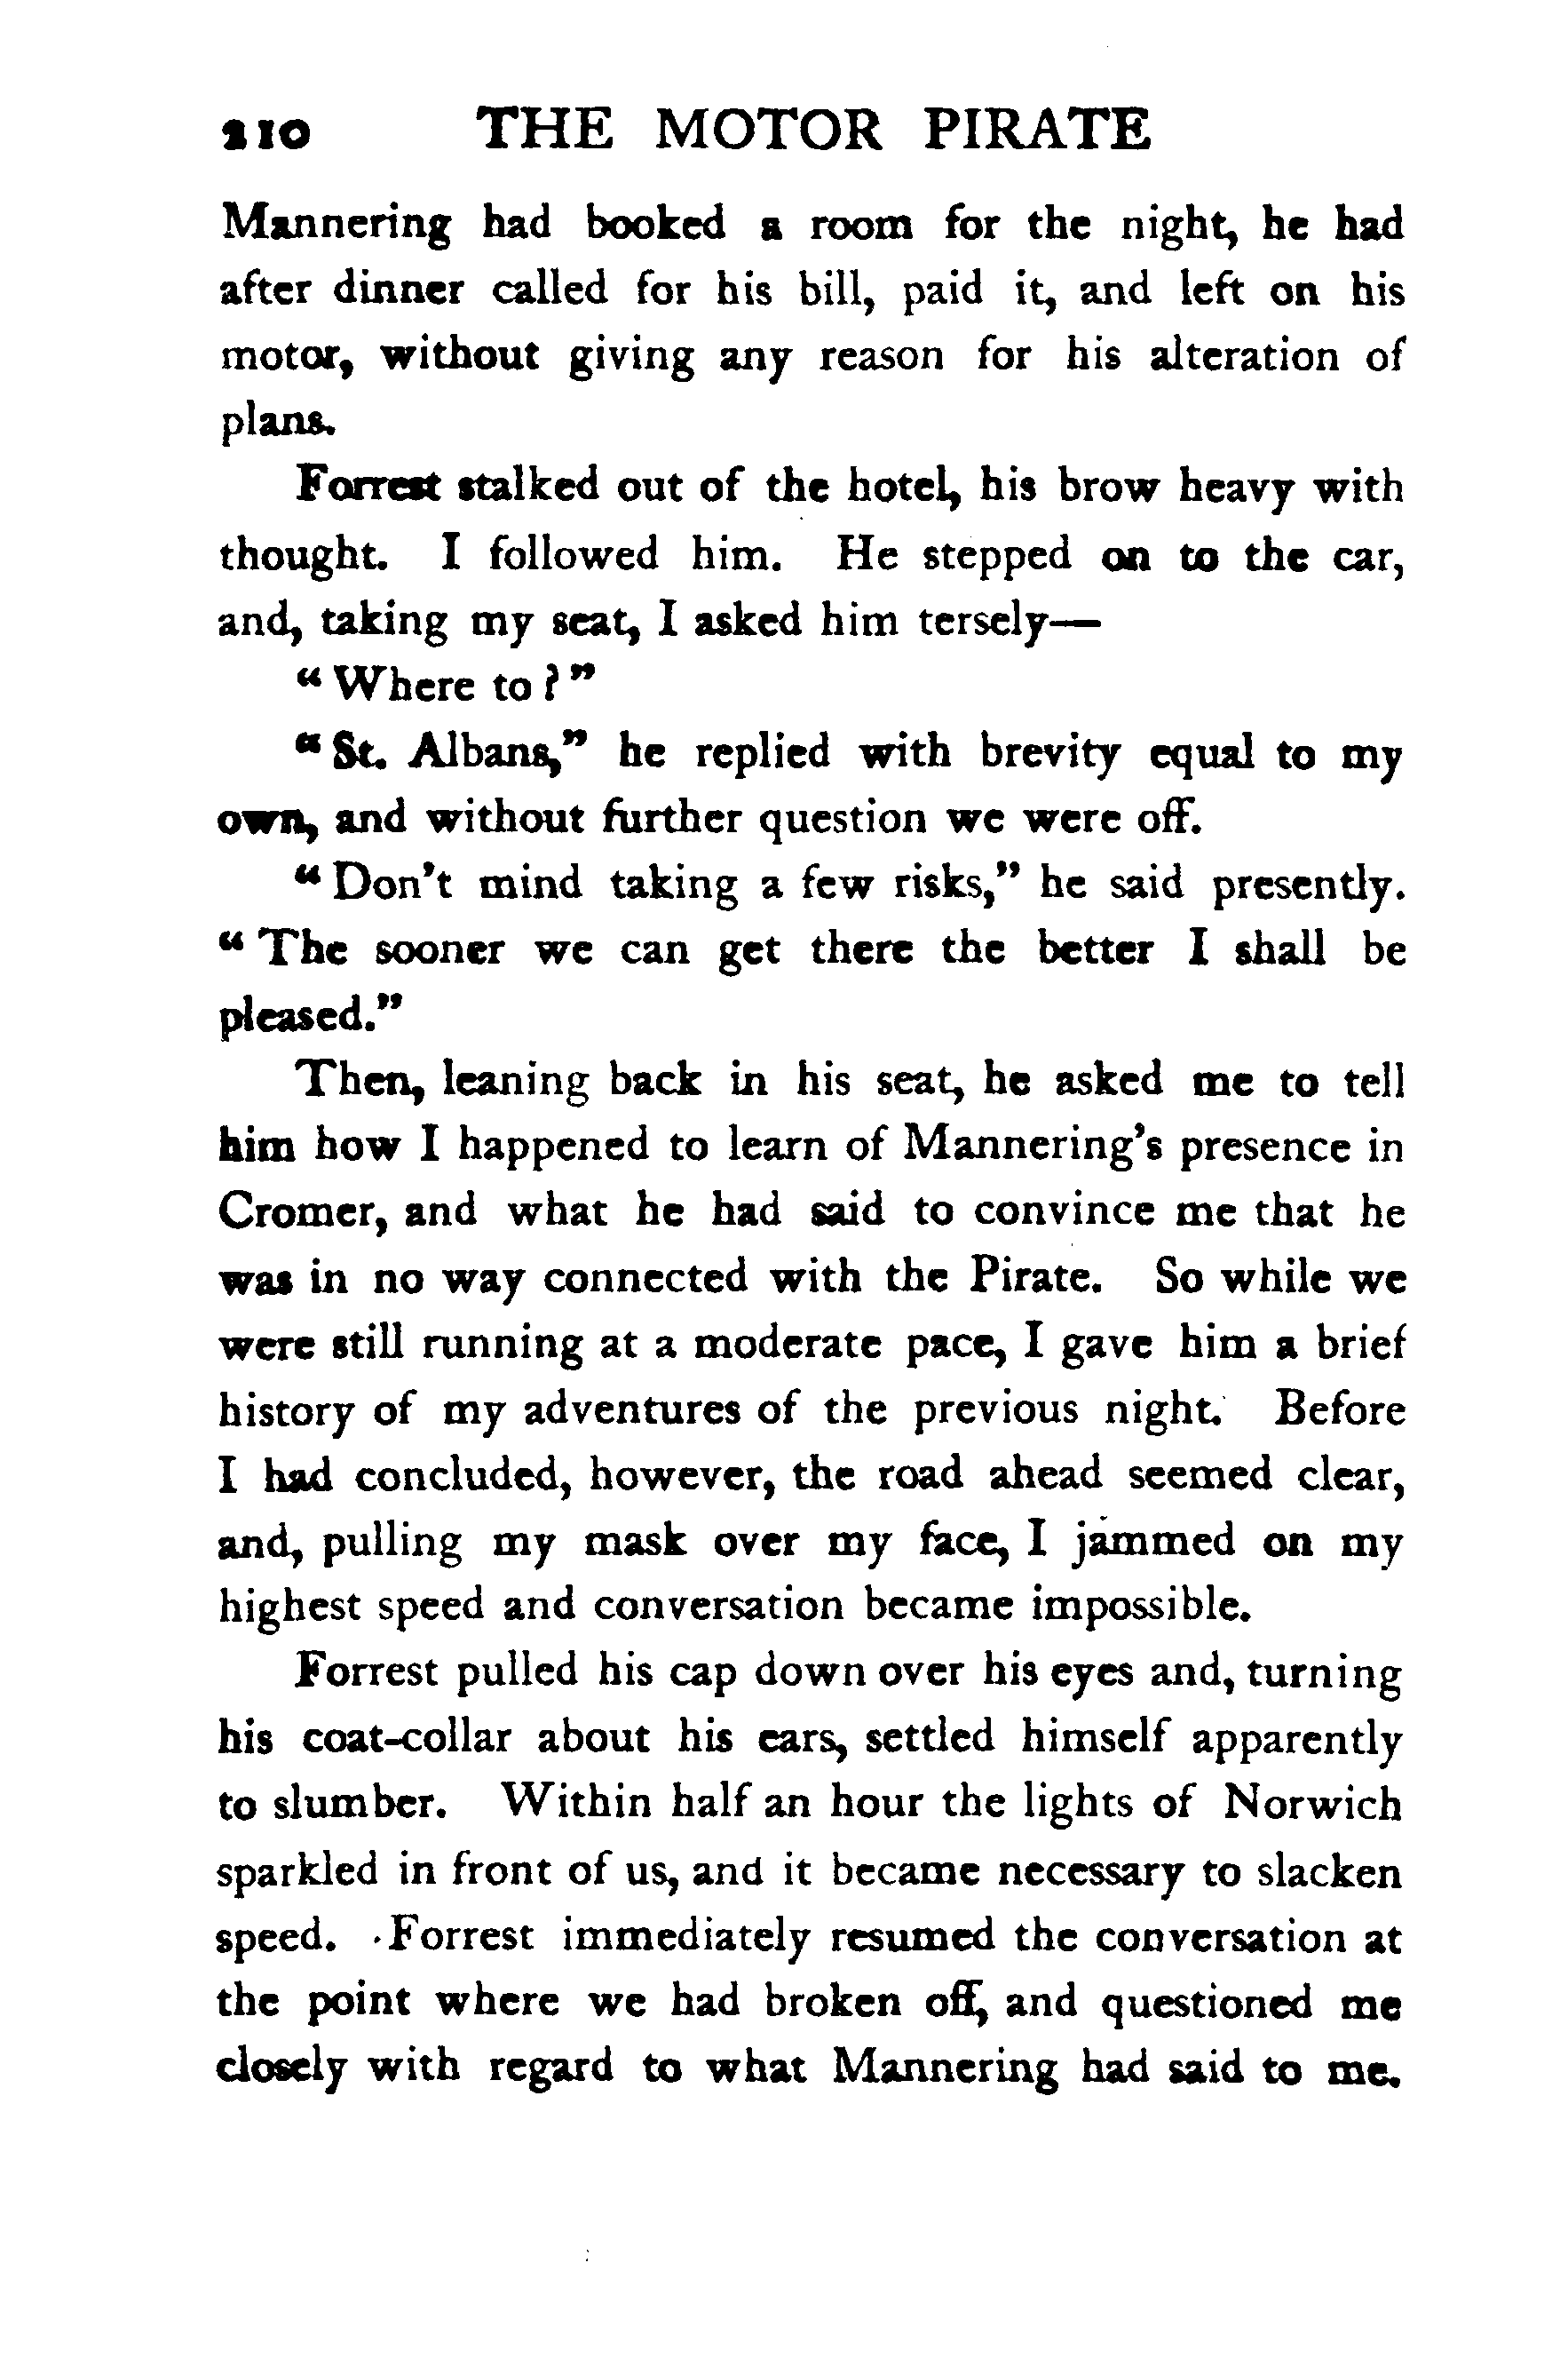 210 THE MOTOR PIRATE
Mannering had booked a room for the night, he had
after dinner called for his bill, paid it, and left on his
motor, without giving any reason for his alteration of
plans.
Forrest stalked out of the hotel, his brow heavy with
thought. I followed him. He stepped on to the car,
and, taking my seat, I asked him tersely—
“Where to?”
“St. Albans,” he replied with brevity equal to my
own, and without further question we were off.
“Don’t mind taking a few risks,” he said presently.
“The sooner we can get there the better I shall be
pleased.”
Then, leaning back in his seat, he asked me to tell
him how I happened to learn of Mannering’s presence in
Cromer, and what he had said to convince me that he
was in no way connected with the Pirate. So while we
were still running at a moderate pace, I gave him a brief
history of my adventures of the previous night. Before
I had concluded, however, the road ahead seemed clear,
and, pulling my mask over my face, I jammed on my
highest speed and conversation became impossible.
Forrest pulled his cap down over his eyes and, turning
his coat-collar about his ears, settled himself apparently
to slumber. Within half an hour the lights of Norwich
sparkled in front of us, and it became necessary to slacken
speed. Forrest immediately resumed the conversation at
the point where we had broken off, and questioned me
closely with regard to what Mannering had said to me.